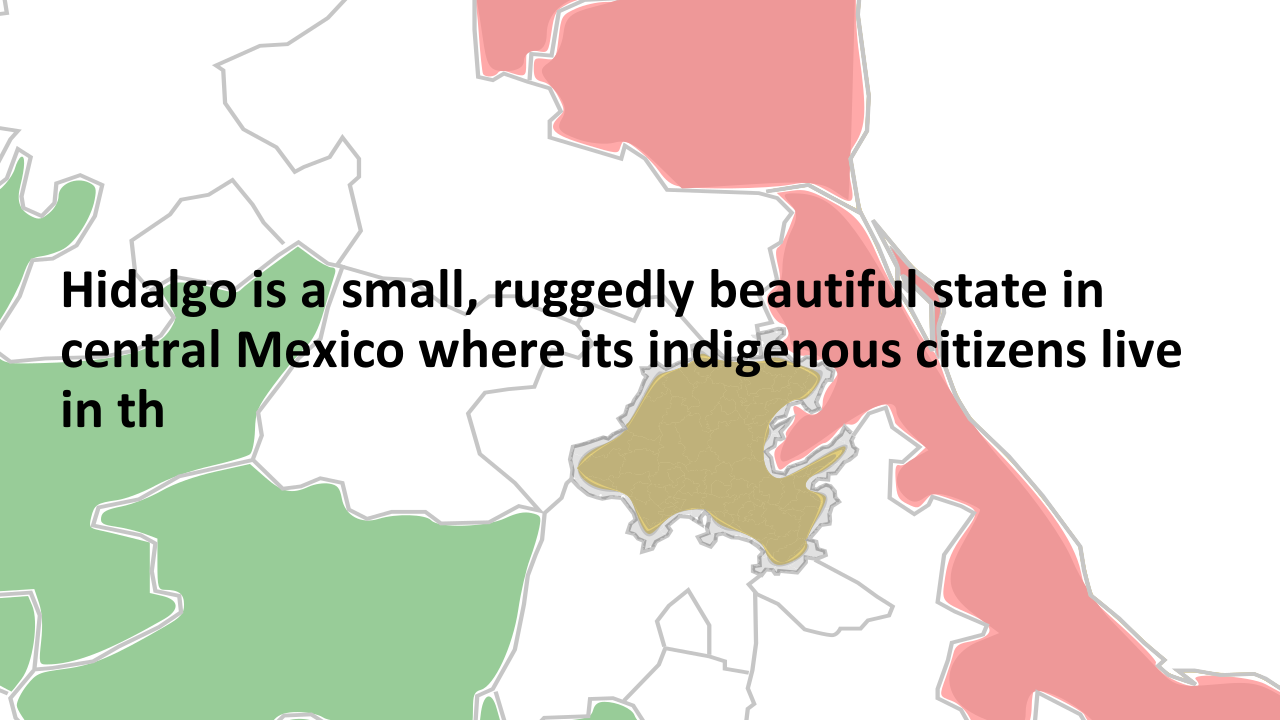 Hidalgo is a small, ruggedly beautiful state in
central Mexico where its indigenous citizens live
in th